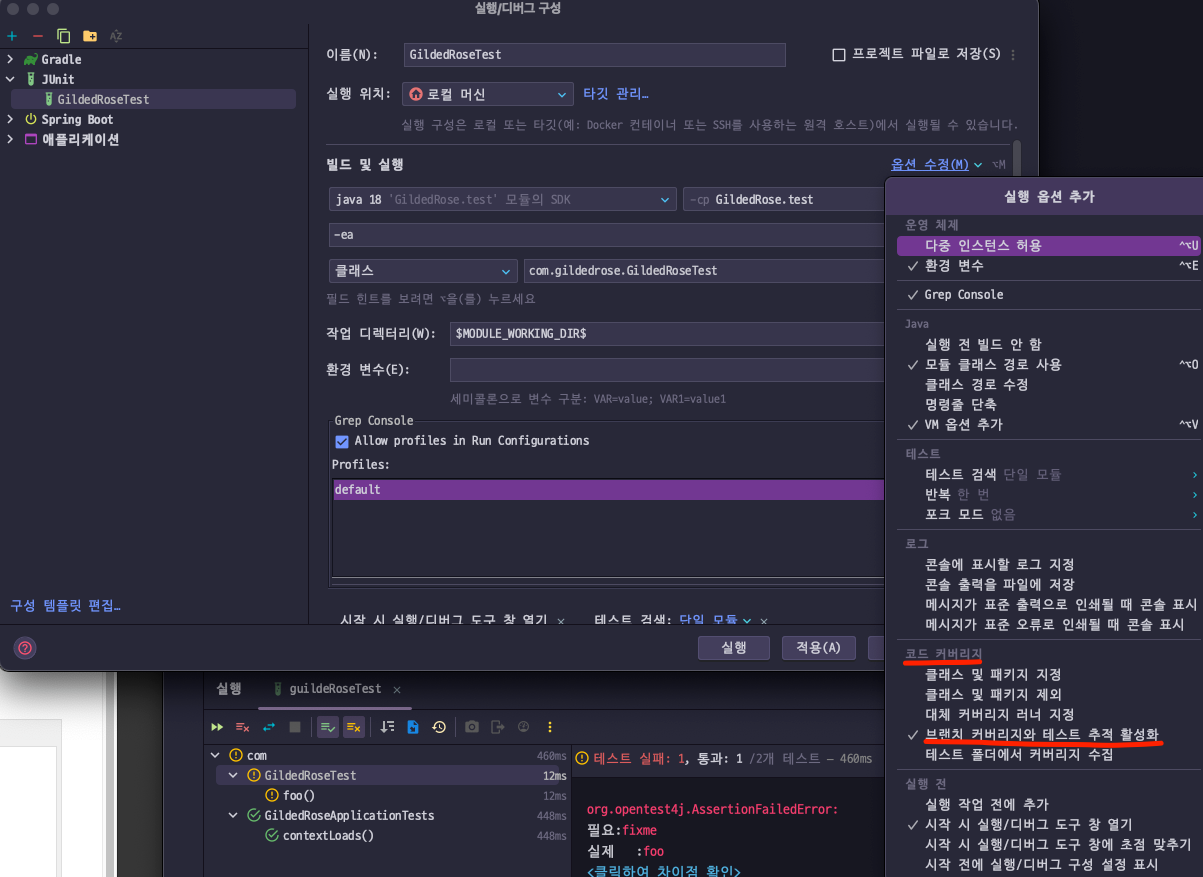 실행/디버그 구성
Gradle
JUnit
GildedRoseTest
Spring Boot
애플리케이션
구성 템플릿 편집…
이름(N): GildedRoseTest 프로젝트 파일로 저장(S)
실행 위치: 로컬 머신 타깃 관리…
실행 구성은 로컬 또는 타깃(예: Docker 컨테이너 또는 SSH를 사용하는 원격 호스트)에서 실행될 수 있습니다.
빌드 및 실행 옵션 수정(M) ⌥M
java 18 'GildedRose.test' 모듈의 SDK -cp GildedRose.test
-ea
클래스 com.gildedrose.GildedRoseTest
필드 힌트를 보려면 ⌥을(를) 누르세요
작업 디렉터리(W): $MODULE_WORKING_DIR$
환경 변수(E):
세미콜론으로 변수 구분: VAR=value; VAR1=value1
Grep Console
Allow profiles in Run Configurations
Profiles:
default
시작 시 실행/디버그 도구 창 열기 × 테스트 검색: 단일 모듈 ×
실행 적용(A)
실행 옵션 추가
운영 체제
다중 인스턴스 허용 ^⌥U
환경 변수 ^⌥E
Grep Console
Java
실행 전 빌드 안 함
모듈 클래스 경로 사용 ^⌥O
클래스 경로 수정
명령줄 단축
VM 옵션 추가 ^⌥V
테스트
테스트 검색 단일 모듈
반복 한 번
포크 모드 없음
로그
콘솔에 표시할 로그 지정
콘솔 출력을 파일에 저장
메시지가 표준 출력으로 인쇄될 때 콘솔 표시
메시지가 표준 오류로 인쇄될 때 콘솔 표시
코드 커버리지
클래스 및 패키지 지정
클래스 및 패키지 제외
대체 커버리지 러너 지정
브랜치 커버리지와 테스트 추적 활성화
테스트 폴더에서 커버리지 수집
실행 전
실행 작업 전에 추가
시작 시 실행/디버그 도구 창 열기
시작 시 실행/디버그 도구 창에 초점 맞추기
시작 전에 실행/디버그 구성 설정 표시
실행 guildeRoseTest ×
com 460ms
GildedRoseTest 12ms
foo() 12ms
GildedRoseApplicationTests 448ms
contextLoads() 448ms
테스트 실패: 1, 통과: 1 /2개 테스트 – 460ms
org.opentest4j.AssertionFailedError:
필요:fixme
실제 :foo
<클릭하여 차이점 확인>